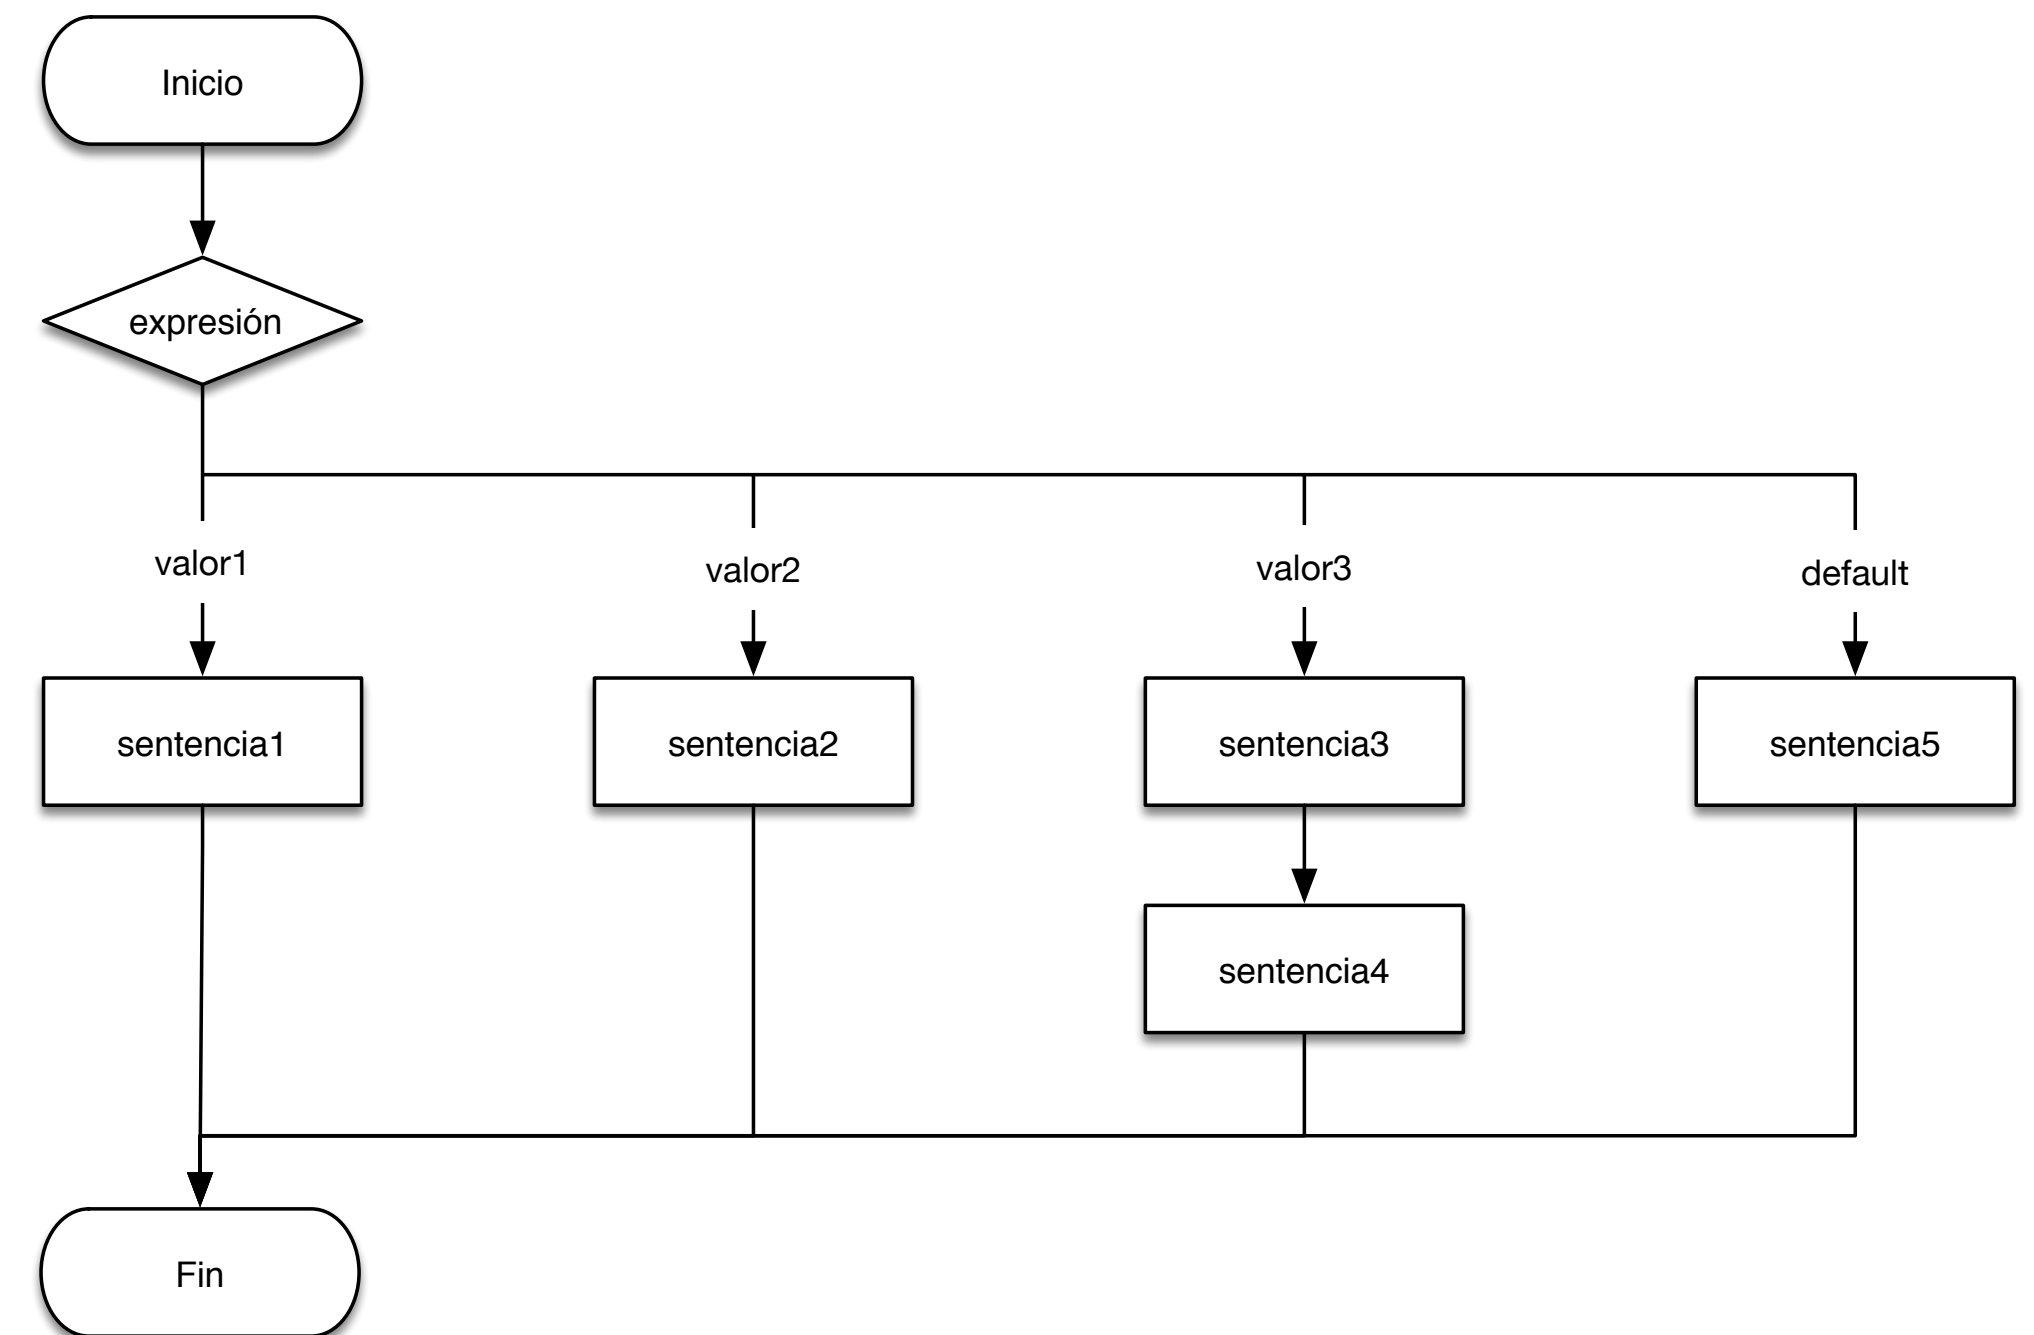 Inicio
expresión
valor1
valor2
valor3
default
sentencia1
sentencia2
sentencia3
sentencia5
sentencia4
Fin